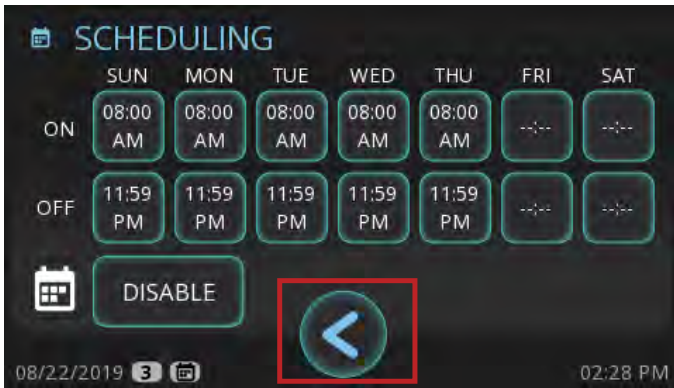 SCHEDULING
SUN MON TUE WED THU FRI SAT
ON 08:00 AM 08:00 AM 08:00 AM 08:00 AM 08:00 AM --:-- --:--
OFF 11:59 PM 11:59 PM 11:59 PM 11:59 PM 11:59 PM --:-- --:--
DISABLE
<
08/22/2019 3 02:28 PM